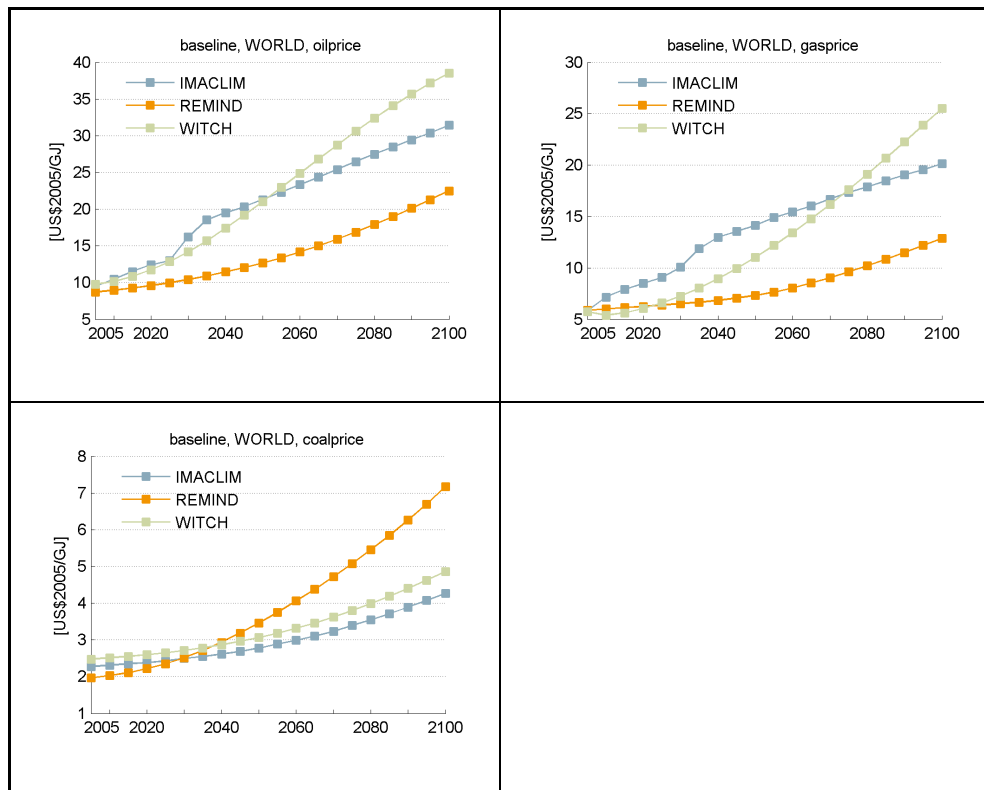 baseline, WORLD, oilprice
[US$2005/GJ]
40
35
30
25
20
15
10
5
IMACLIM
REMIND
WITCH
2005 2020 2040 2060 2080 2100
baseline, WORLD, gasprice
[US$2005/GJ]
30
25
20
15
10
5
IMACLIM
REMIND
WITCH
2005 2020 2040 2060 2080 2100
baseline, WORLD, coalprice
[US$2005/GJ]
8
7
6
5
4
3
2
1
IMACLIM
REMIND
WITCH
2005 2020 2040 2060 2080 2100